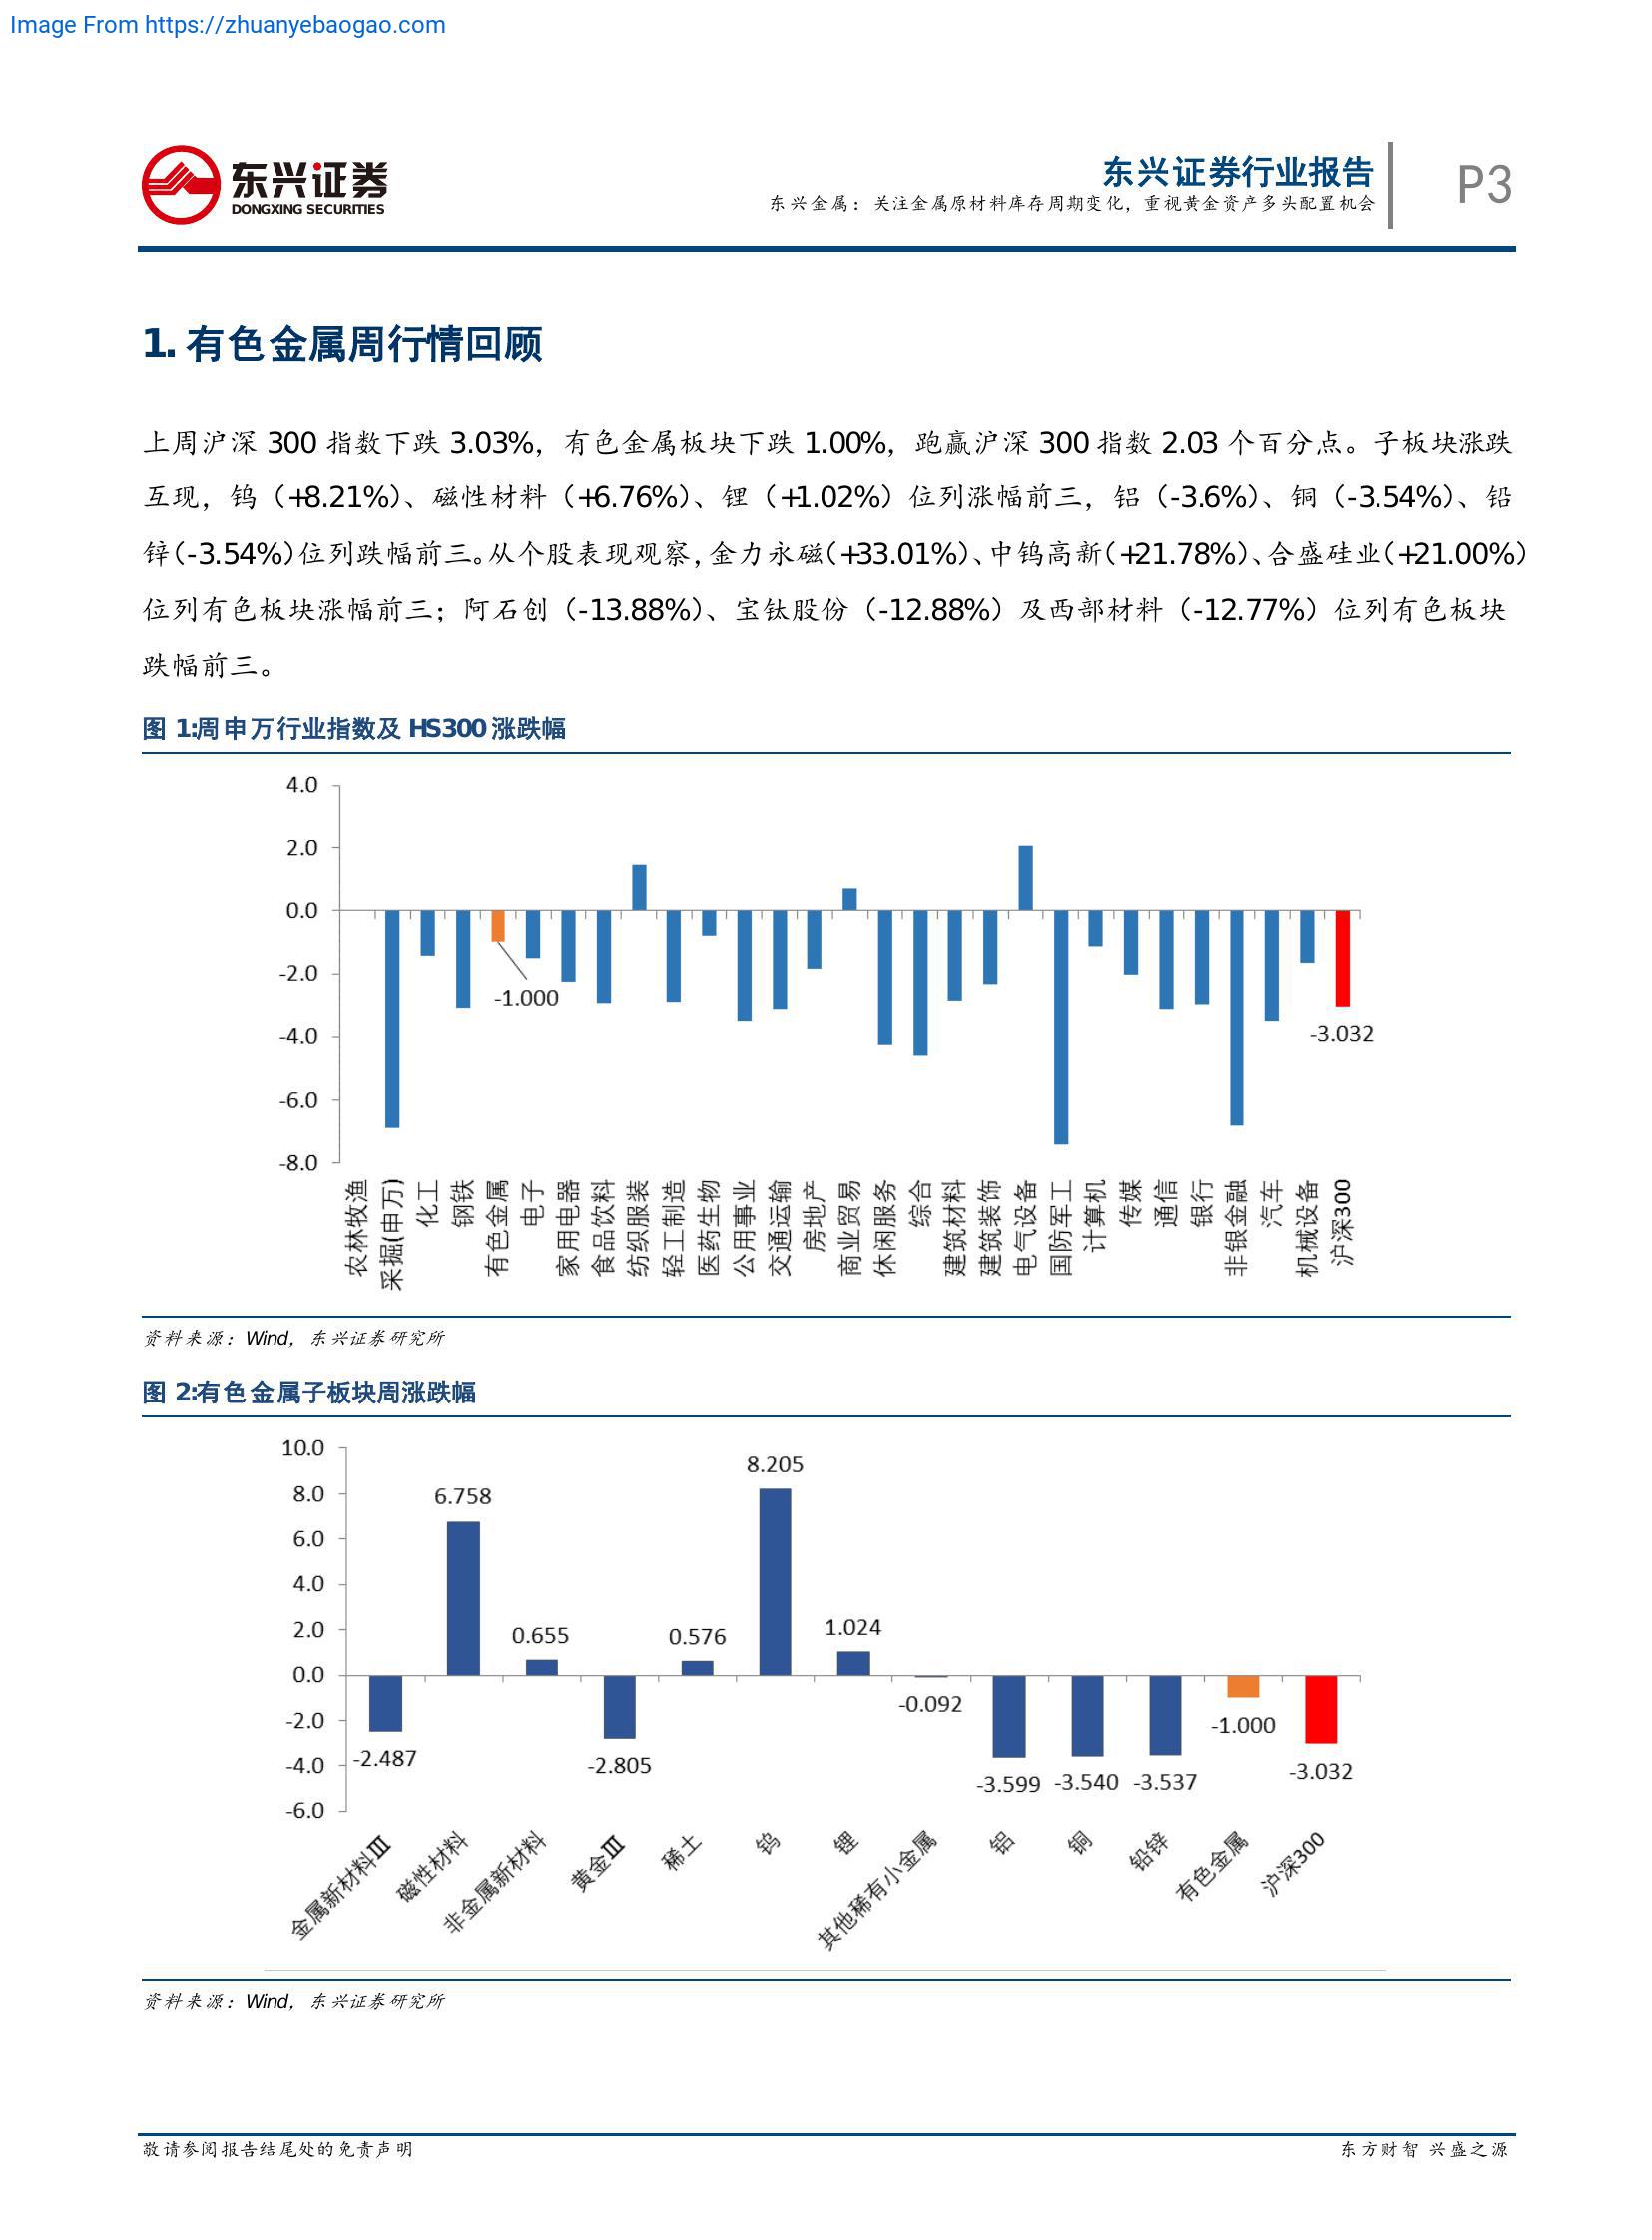 Image From https://zhuanyebaogao.com
东兴证券
DONGXING SECURITIES
东兴证券行业报告
东兴金属：关注金属原材料库存周期变化，重视黄金资产多头配置机会
P3
1. 有色金属周行情回顾
上周沪深 300 指数下跌 3.03%，有色金属板块下跌 1.00%，跑赢沪深 300 指数 2.03 个百分点。子板块涨跌
互现，钨（+8.21%）、磁性材料（+6.76%）、锂（+1.02%）位列涨幅前三，铝（-3.6%）、铜（-3.54%）、铅
锌（-3.54%）位列跌幅前三。从个股表现观察，金力永磁（+33.01%）、中钨高新（+21.78%）、合盛硅业（+21.00%）
位列有色板块涨幅前三；阿石创（-13.88%）、宝钛股份（-12.88%）及西部材料（-12.77%）位列有色板块
跌幅前三。
图 1:周申万行业指数及 HS300 涨跌幅
4.0
2.0
0.0
-2.0
-4.0
-6.0
-8.0
-1.000
-3.032
农林牧渔
采掘(申万)
化工
钢铁
有色金属
电子
家用电器
食品饮料
纺织服装
轻工制造
医药生物
公用事业
交通运输
房地产
商业贸易
休闲服务
综合
建筑材料
建筑装饰
电气设备
国防军工
计算机
传媒
通信
银行
非银金融
汽车
机械设备
沪深300
资料来源：Wind，东兴证券研究所
图 2:有色金属子板块周涨跌幅
10.0
8.0
6.0
4.0
2.0
0.0
-2.0
-4.0
-6.0
-2.487
6.758
0.655
-2.805
0.576
8.205
1.024
-0.092
-3.599
-3.540
-3.537
-1.000
-3.032
金属新材料Ⅲ
磁性材料
非金属新材料
黄金Ⅲ
稀土
钨
锂
其他稀有小金属
铝
铜
铅锌
有色金属
沪深300
资料来源：Wind，东兴证券研究所
敬请参阅报告结尾处的免责声明
东方财智 兴盛之源